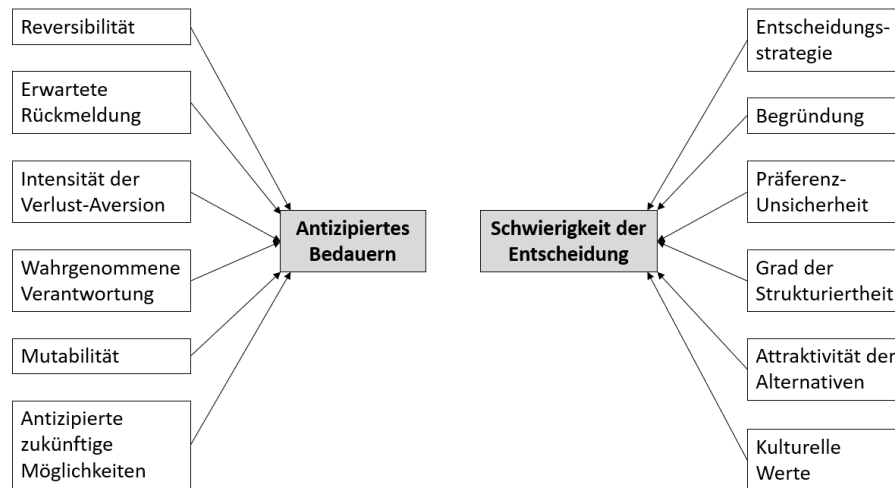 Reversibilität
Erwartete
Rückmeldung
Intensität der
Verlust-Aversion
Wahrgenommene
Verantwortung
Mutabilität
Antizipierte
zukünftige
Möglichkeiten
Antizipiertes
Bedauern
Schwierigkeit der
Entscheidung
Entscheidungs-
strategie
Begründung
Präferenz-
Unsicherheit
Grad der
Strukturiertheit
Attraktivität der
Alternativen
Kulturelle
Werte